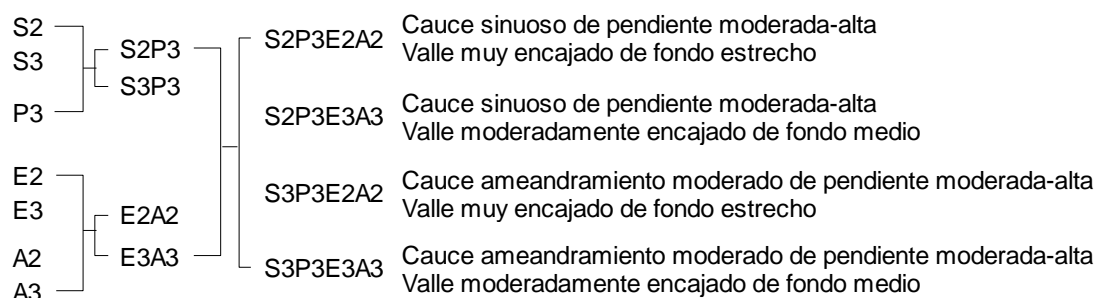 S2
S3
P3
E2
E3
A2
A3
S2P3
S3P3
E2A2
E3A3
S2P3E2A2 Cauce sinuoso de pendiente moderada-alta
Valle muy encajado de fondo estrecho
S2P3E3A3 Cauce sinuoso de pendiente moderada-alta
Valle moderadamente encajado de fondo medio
S3P3E2A2 Cauce ameandramiento moderado de pendiente moderada-alta
Valle muy encajado de fondo estrecho
S3P3E3A3 Cauce ameandramiento moderado de pendiente moderada-alta
Valle moderadamente encajado de fondo medio